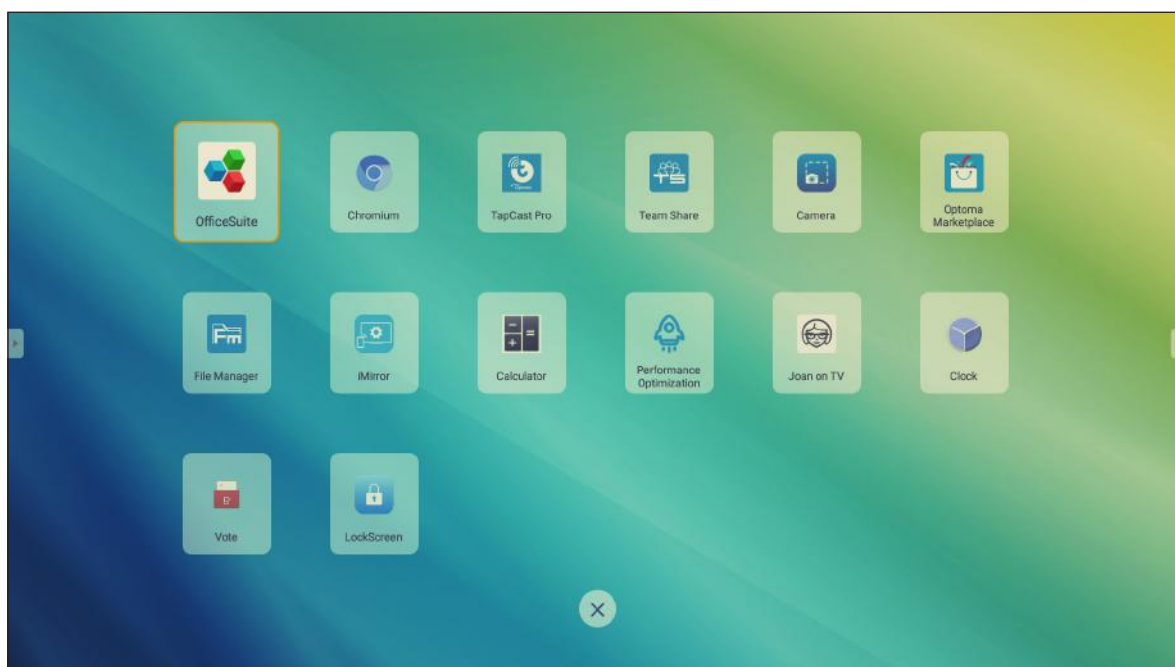 OfficeSuite
Chromium
TapCast Pro
Team Share
Camera
Optoma
Marketplace
File Manager
iMirror
Calculator
Performance
Optimization
Joan on TV
Clock
Vote
LockScreen